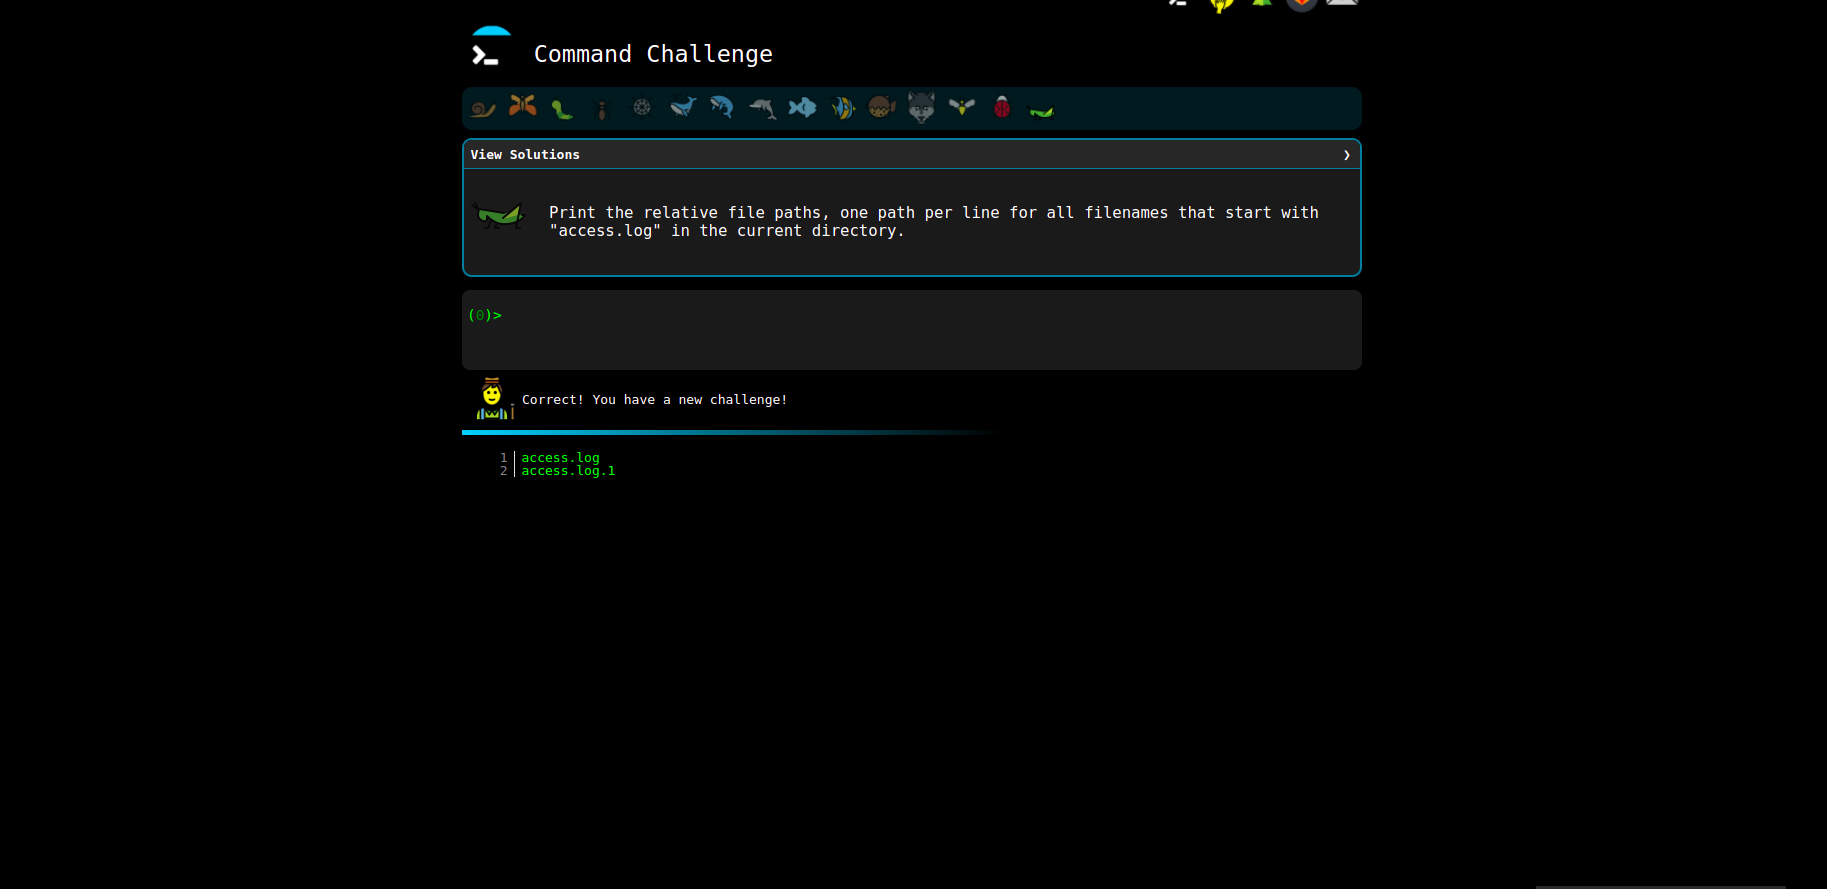 Command Challenge
View Solutions
Print the relative file paths, one path per line for all filenames that start with
"access.log" in the current directory.
(0)>
Correct! You have a new challenge!
1 access.log
2 access.log.1